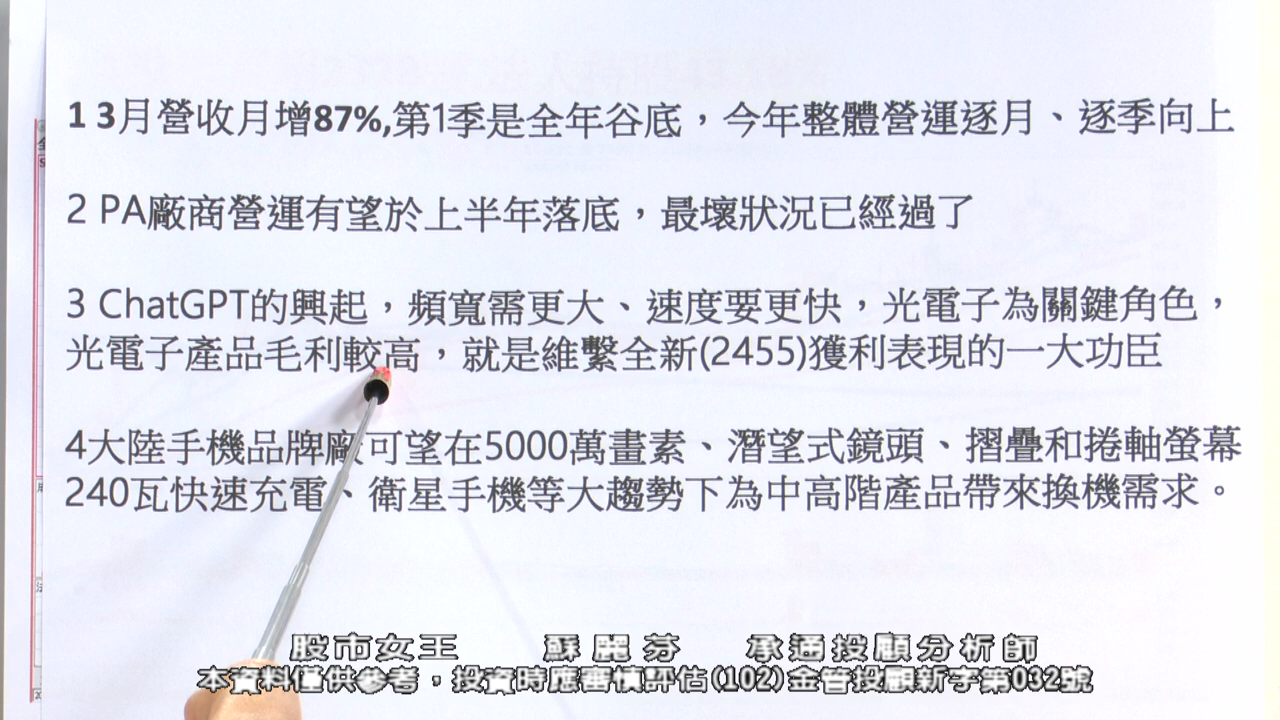 1 3月營收月增87%,第1季是全年谷底，今年整體營運逐月、逐季向上
2 PA廠商營運有望於上半年落底，最壞狀況已經過了
3 ChatGPT的興起，頻寬需更大、速度要更快，光電子為關鍵角色，
光電子產品毛利較高，就是維繫全新(2455)獲利表現的一大功臣
4大陸手機品牌廠可望在5000萬畫素、潛望式鏡頭、摺疊和捲軸螢幕
240瓦快速充電、衛星手機等大趨勢下為中高階產品帶來換機需求。
股市女王 蘇麗芬 承通投顧分析師
本資料僅供參考，投資時應審慎評估(102)金管投顧新字第032號